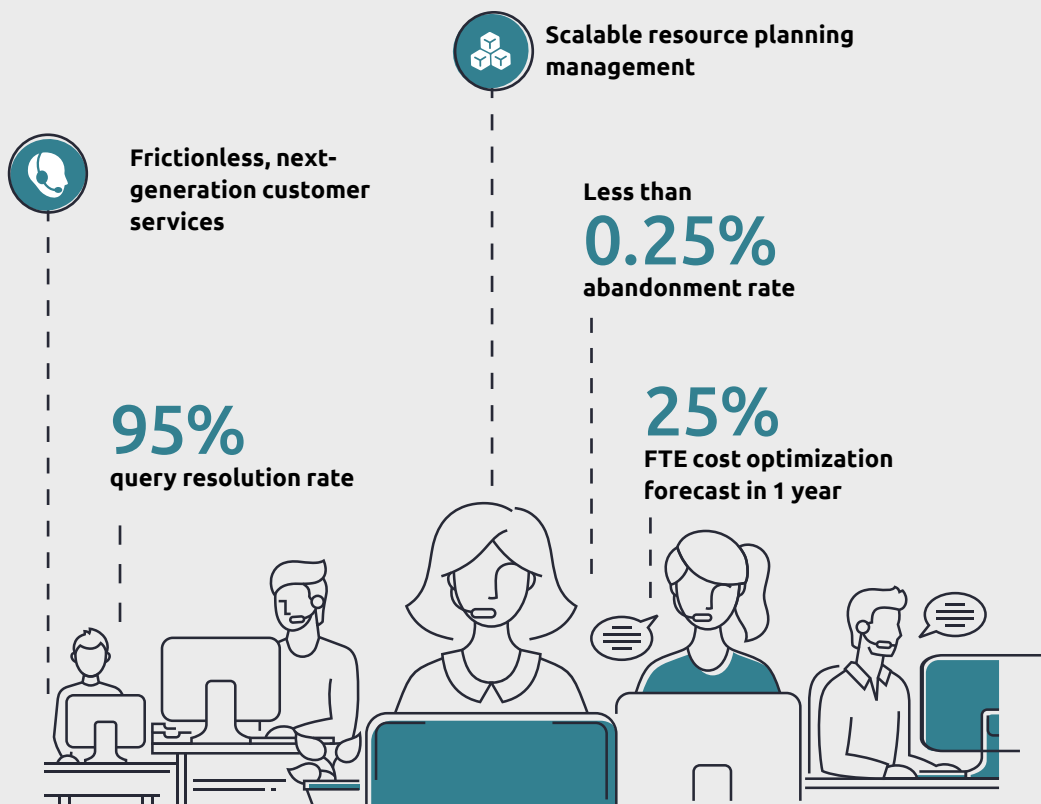 Scalable resource planning
management
Frictionless, next-
generation customer
services
Less than
0.25%
abandonment rate
95%
query resolution rate
25%
FTE cost optimization
forecast in 1 year